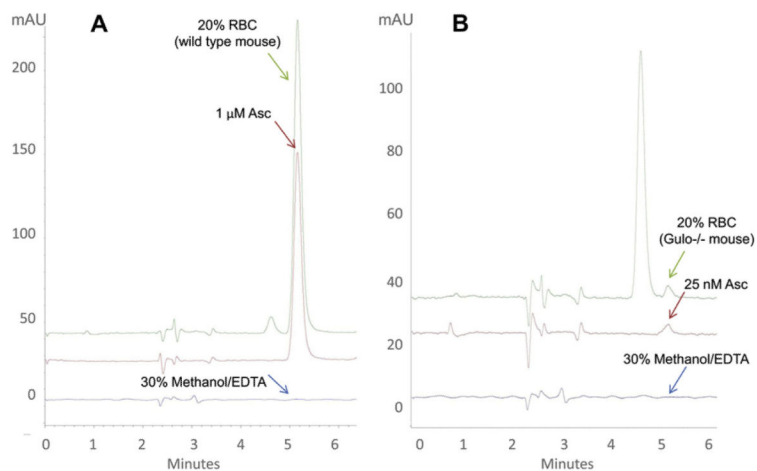 mAU
A
20% RBC
(wild type mouse)
1 µM Asc
30% Methanol/EDTA
200
150
100
50
0
0 1 2 3 4 5 6
Minutes
mAU
B
20% RBC
(Gulo-/- mouse)
25 nM Asc
30% Methanol/EDTA
100
80
60
40
20
0
0 1 2 3 4 5 6
Minutes